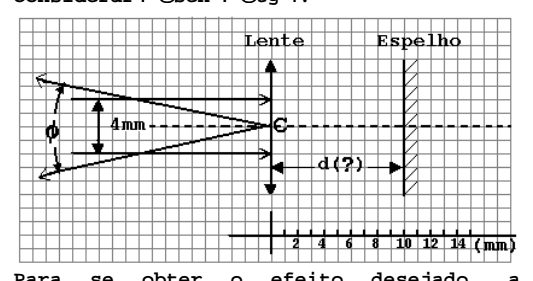 Lente Espelho
ϕ
4mm
C
d(?)
2 4 6 8 10 12 14 (mm)
Para se obter o efeito desejado, a